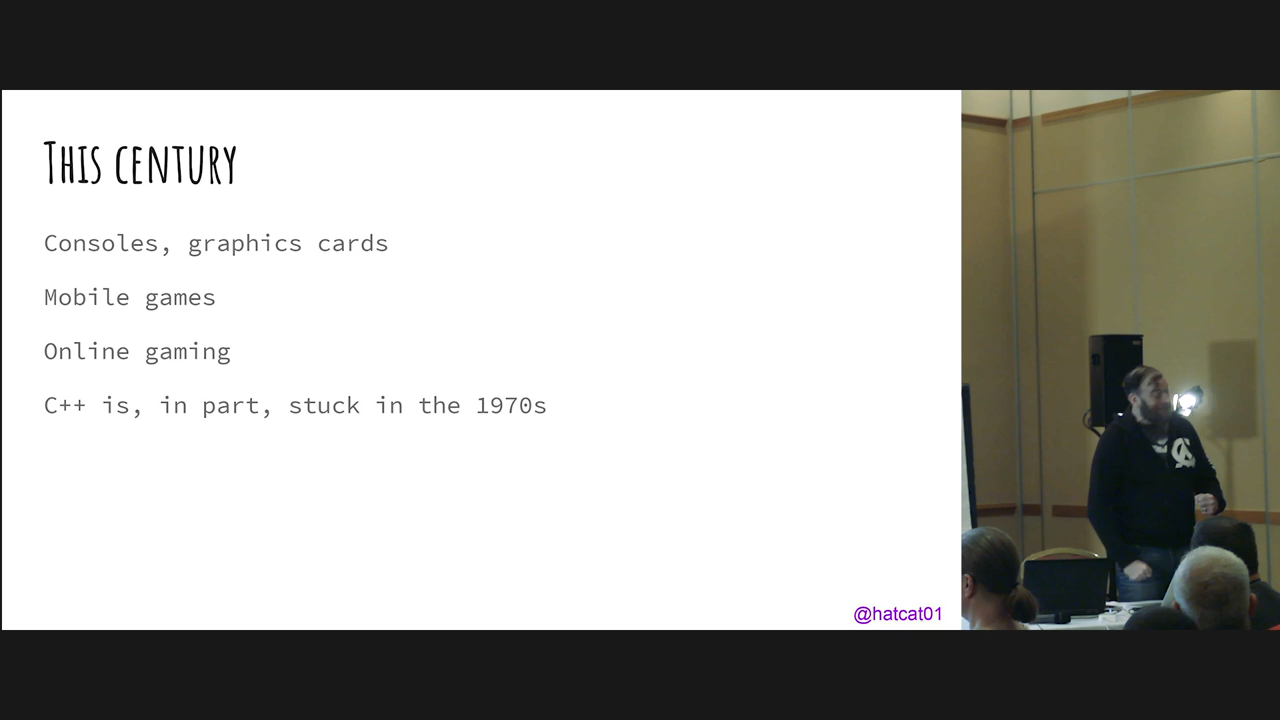 This century
Consoles, graphics cards
Mobile games
Online gaming
C++ is, in part, stuck in the 1970s
@hatcat01